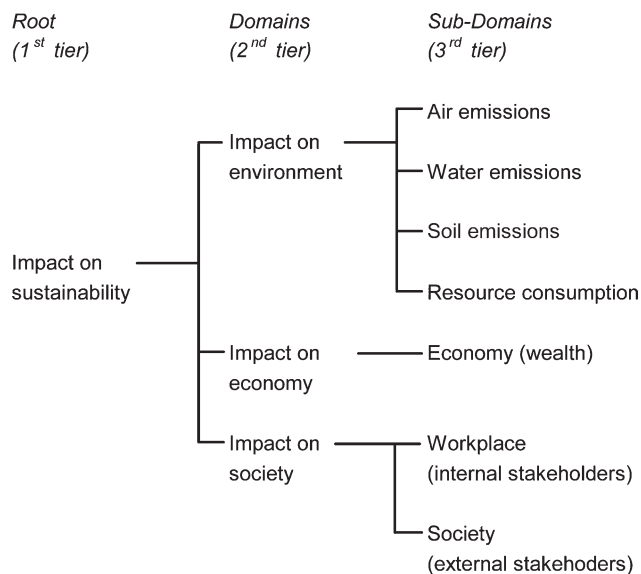 Root
(1st tier)
Domains
(2nd tier)
Sub-Domains
(3rd tier)
Impact on
sustainability
Impact on
environment
Air emissions
Water emissions
Soil emissions
Resource consumption
Impact on
economy
Economy (wealth)
Impact on
society
Workplace
(internal stakeholders)
Society
(external stakehoders)